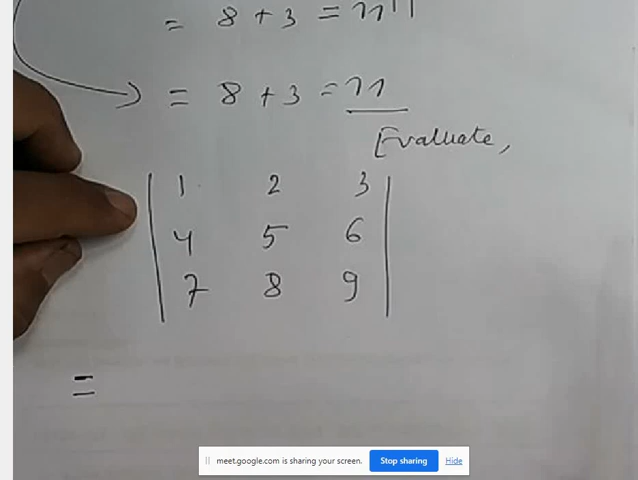 = 8 + 3 = 11
= 8 + 3 = 11
Evaluate,
1 2 3
4 5 6
7 8 9
=
meet.google.com is sharing your screen. Stop sharing Hide